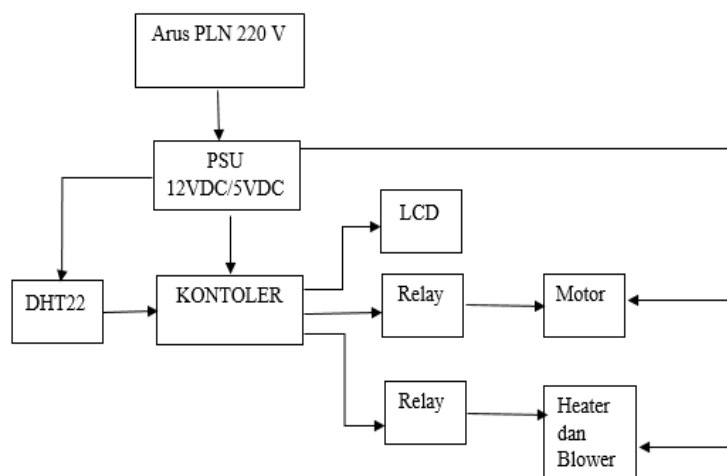 Arus PLN 220 V
PSU
12VDC/5VDC
LCD
DHT22
KONTOLER
Relay
Motor
Relay
Heater
dan
Blower